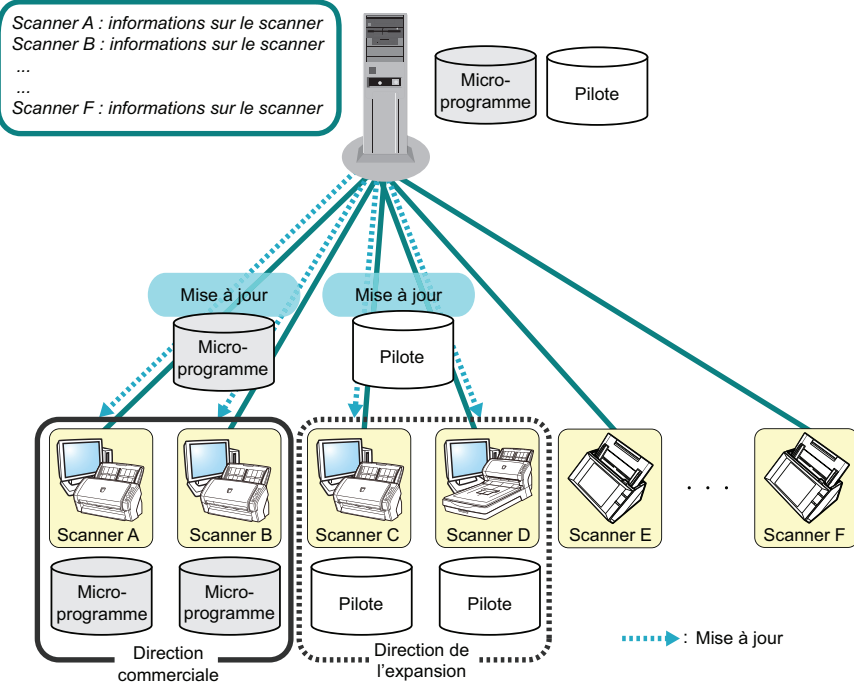 Scanner A : informations sur le scanner
Scanner B : informations sur le scanner
...
...
Scanner F : informations sur le scanner
Micro-
programme
Pilote
Mise à jour
Mise à jour
Micro-
programme
Pilote
Scanner A
Scanner B
Scanner C
Scanner D
Scanner E
. . .
Scanner F
Micro-
programme
Micro-
programme
Pilote
Pilote
: Mise à jour
Direction
commerciale
Direction de
l'expansion